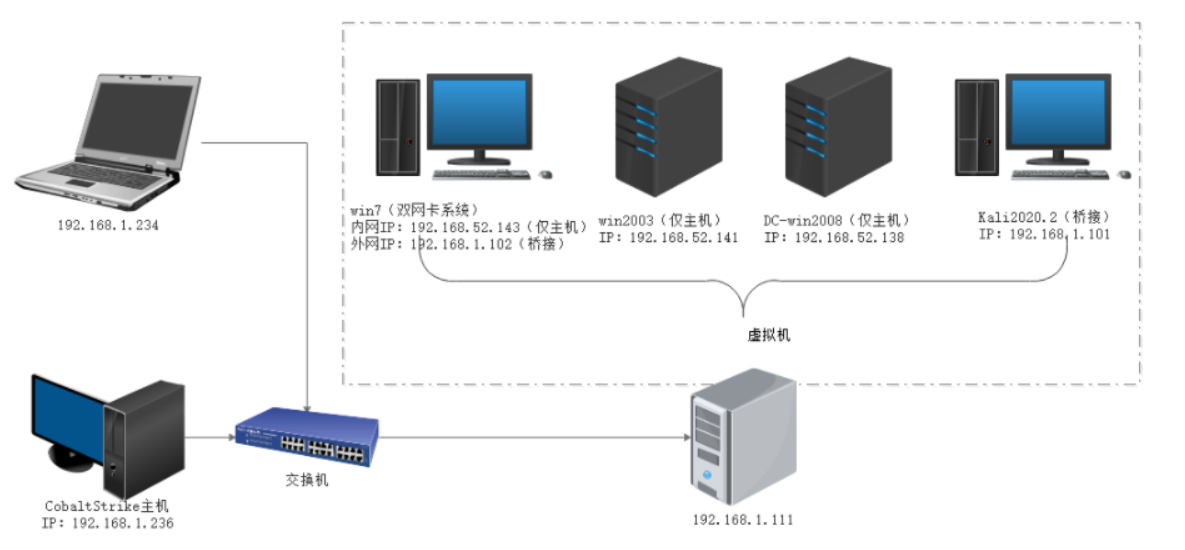 192.168.1.234
win7（双网卡系统）
内网IP：192.168.52.143（仅主机）
外网IP：192.168.1.102（桥接）
win2003（仅主机）
IP：192.168.52.141
DC-win2008（仅主机）
IP：192.168.52.138
Kali2020.2（桥接）
IP：192.168.1.101
虚拟机
CobaltStrike主机
IP：192.168.1.236
交换机
192.168.1.111